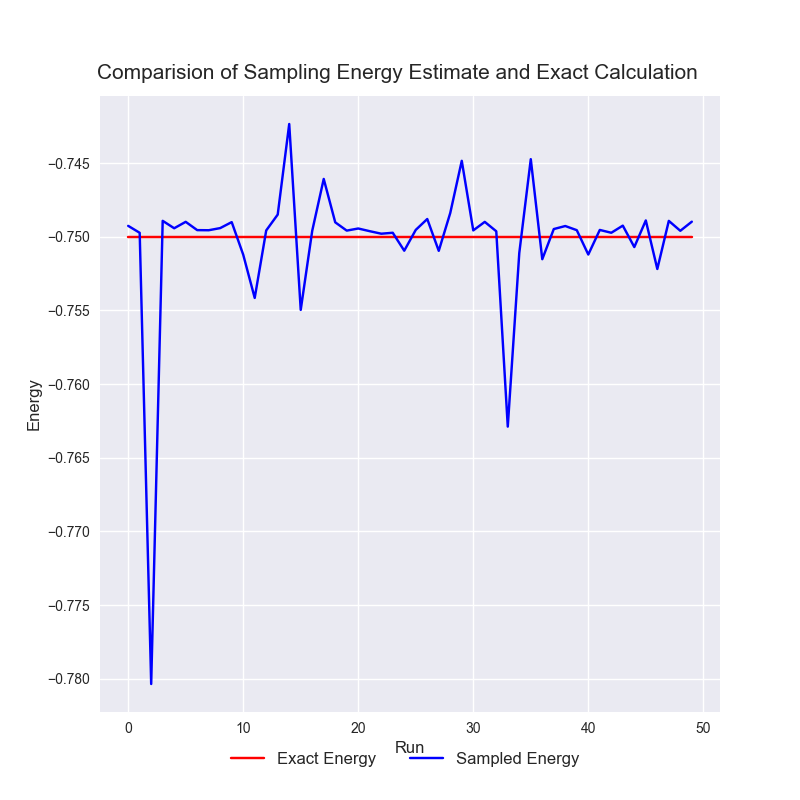 Comparision of Sampling Energy Estimate and Exact Calculation
−0.745
−0.750
−0.755
−0.760
−0.765
−0.770
−0.775
−0.780
Energy
0 10 20 30 40 50
Run
Exact Energy Sampled Energy